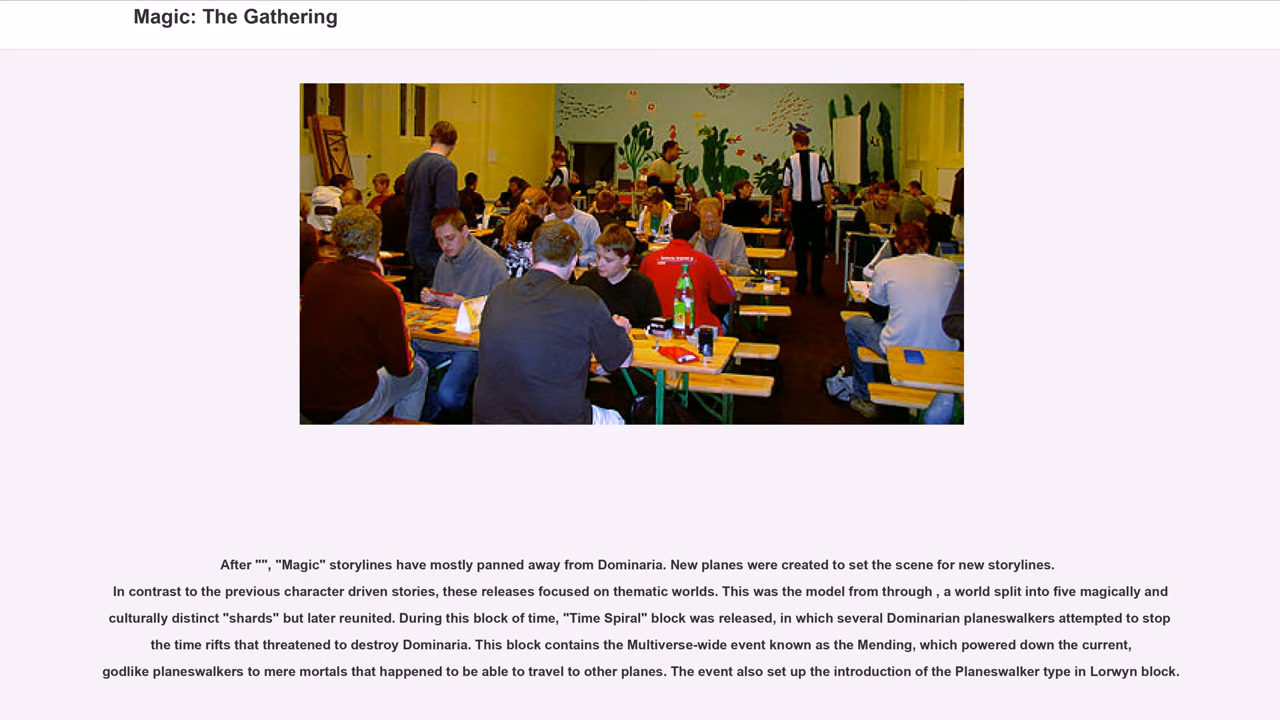 Magic: The Gathering
After "", "Magic" storylines have mostly panned away from Dominaria. New planes were created to set the scene for new storylines.
In contrast to the previous character driven stories, these releases focused on thematic worlds. This was the model from through , a world split into five magically and
culturally distinct "shards" but later reunited. During this block of time, "Time Spiral" block was released, in which several Dominarian planeswalkers attempted to stop
the time rifts that threatened to destroy Dominaria. This block contains the Multiverse-wide event known as the Mending, which powered down the current,
godlike planeswalkers to mere mortals that happened to be able to travel to other planes. The event also set up the introduction of the Planeswalker type in Lorwyn block.